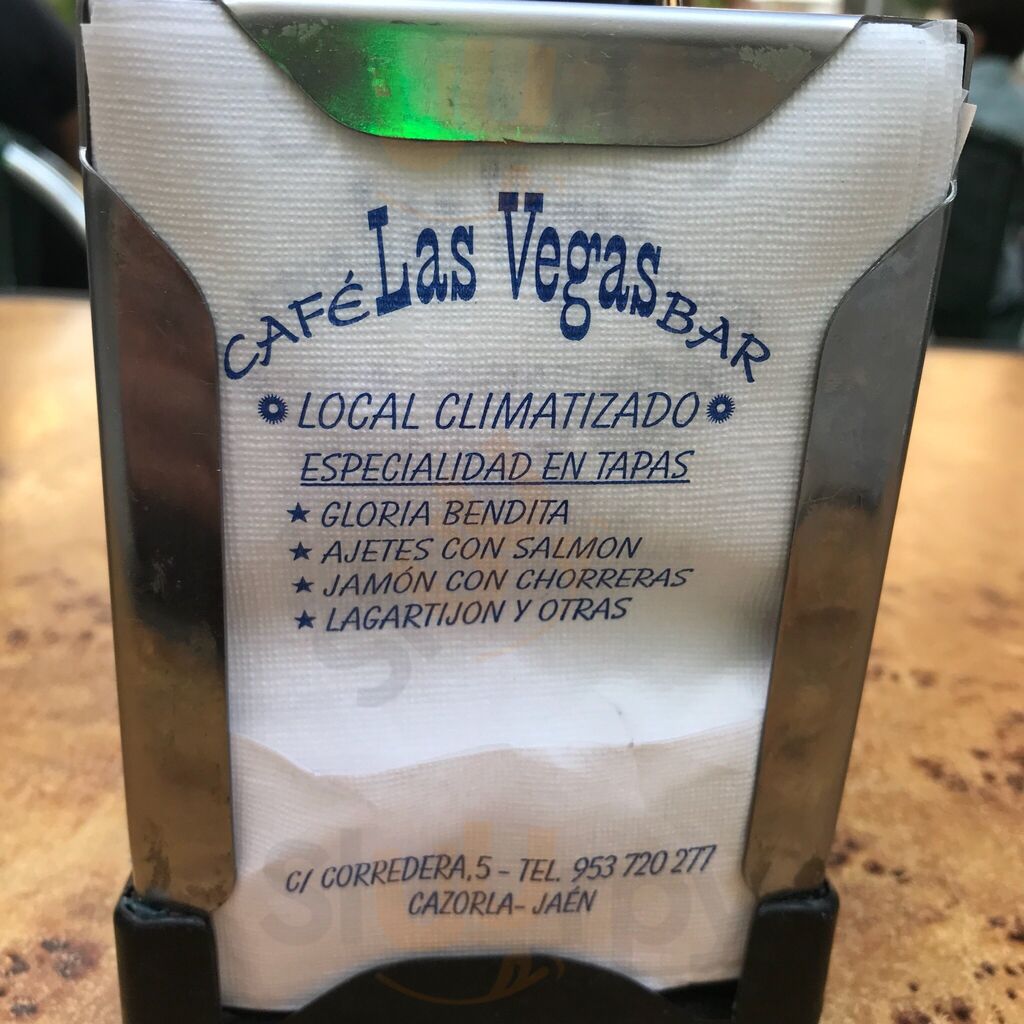 CAFÉ Las Vegas BAR
LOCAL CLIMATIZADO
ESPECIALIDAD EN TAPAS
★ GLORIA BENDITA
★ AJETES CON SALMON
★ JAMÓN CON CHORRERAS
★ LAGARTIJON Y OTRAS
C/ CORREDERA, 5 - TEL. 953 720 277
CAZORLA- JAÉN